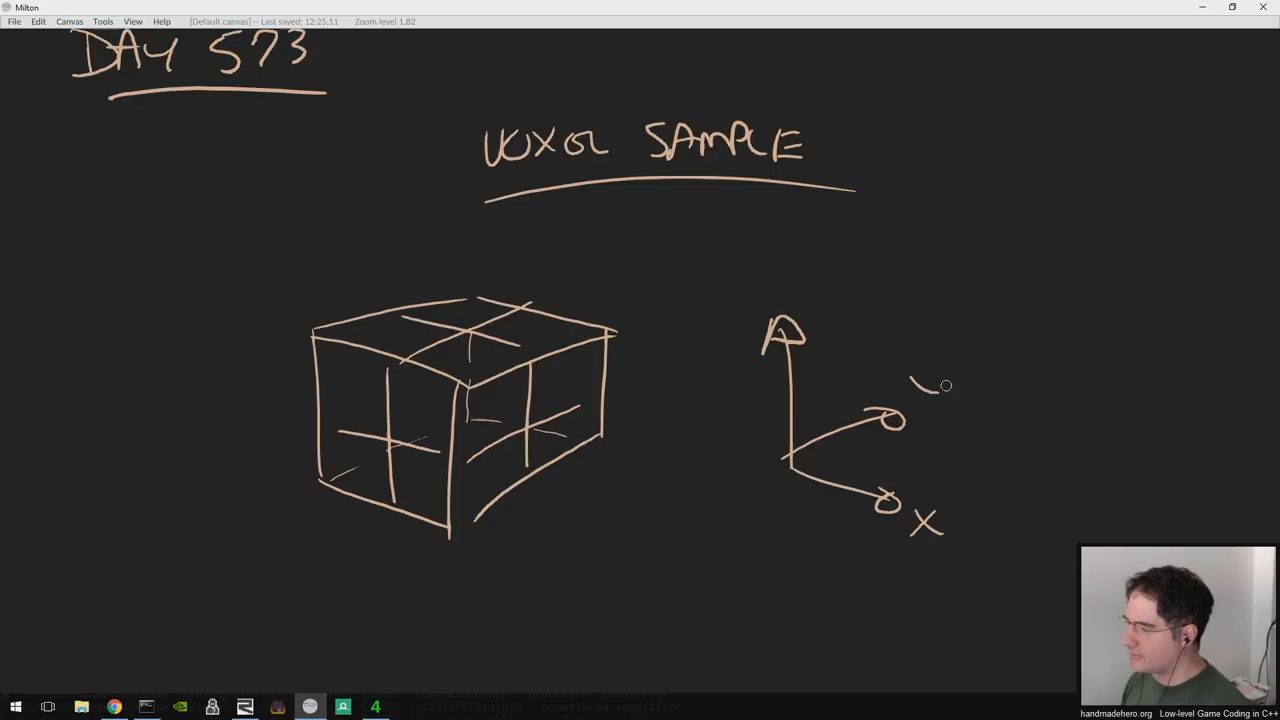 Milton
File Edit Canvas Tools View Help [Default canvas] -- Last saved: 12:25:11 Zoom level 1.82
DAY 573
VOXEL SAMPLE
X
4
handmadehero.org Low-level Game Coding in C++